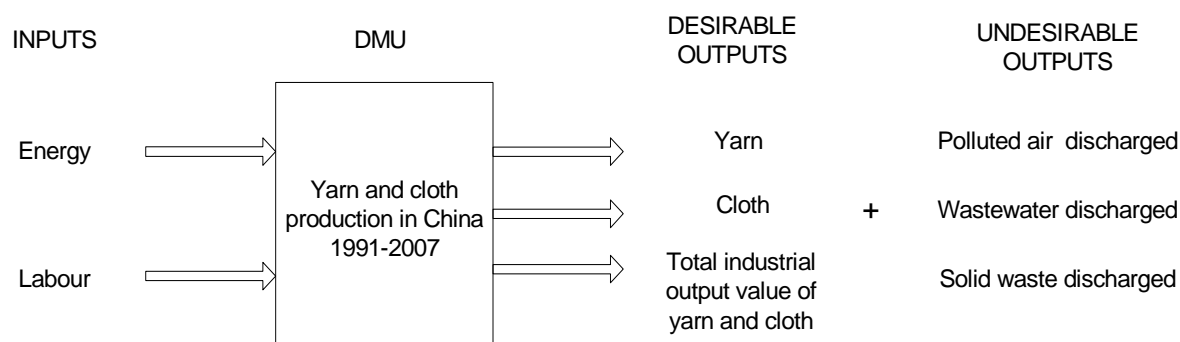 INPUTS
DMU
DESIRABLE
OUTPUTS
UNDESIRABLE
OUTPUTS
Energy
Labour
Yarn and cloth
production in China
1991-2007
Yarn
Cloth
Total industrial
output value of
yarn and cloth
+
Polluted air discharged
Wastewater discharged
Solid waste discharged